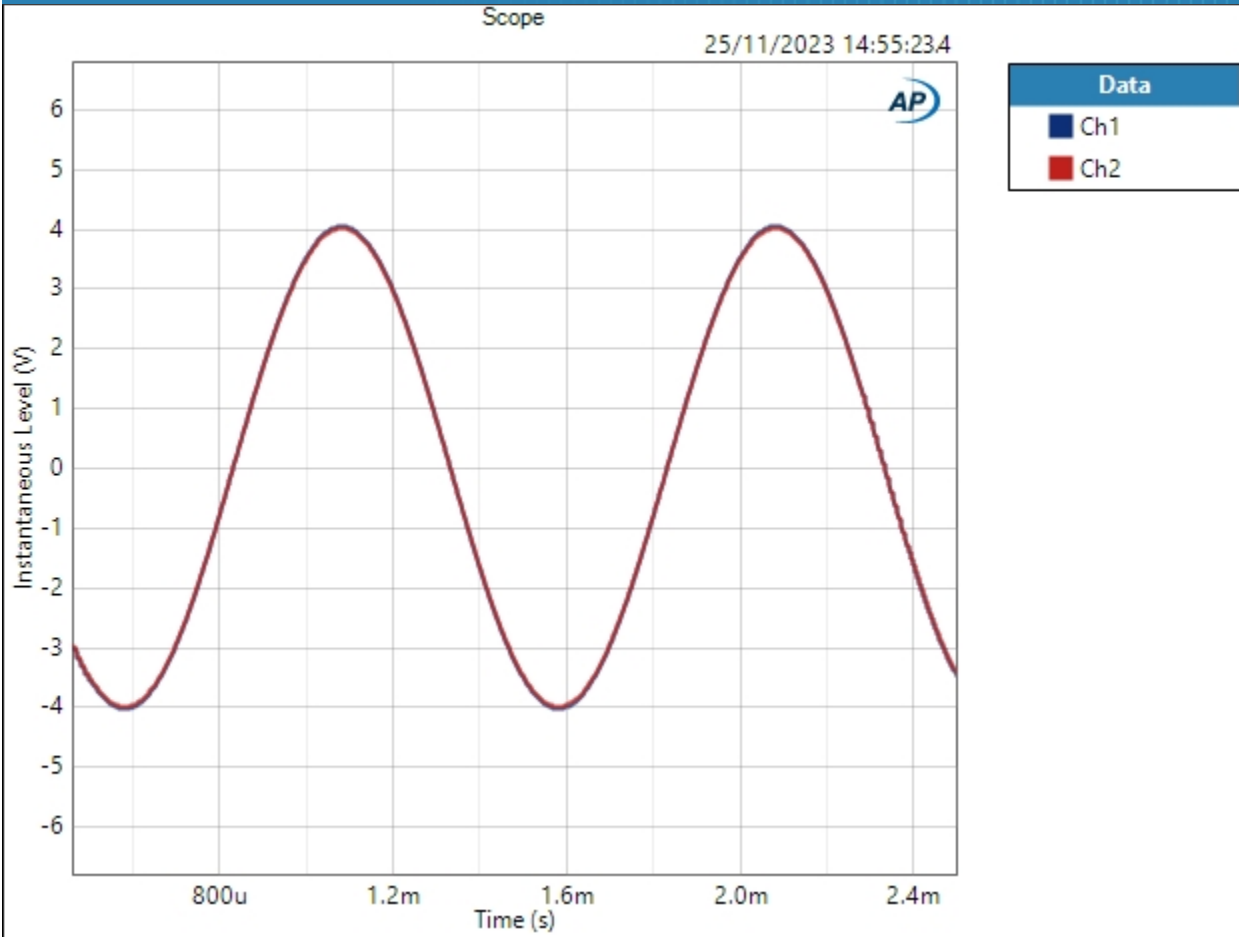 Scope
25/11/2023 14:55:23.4
AP
Data
Ch1
Ch2
6
5
4
3
2
1
0
-1
-2
-3
-4
-5
-6
Instantaneous Level (V)
800u 1.2m 1.6m 2.0m 2.4m
Time (s)